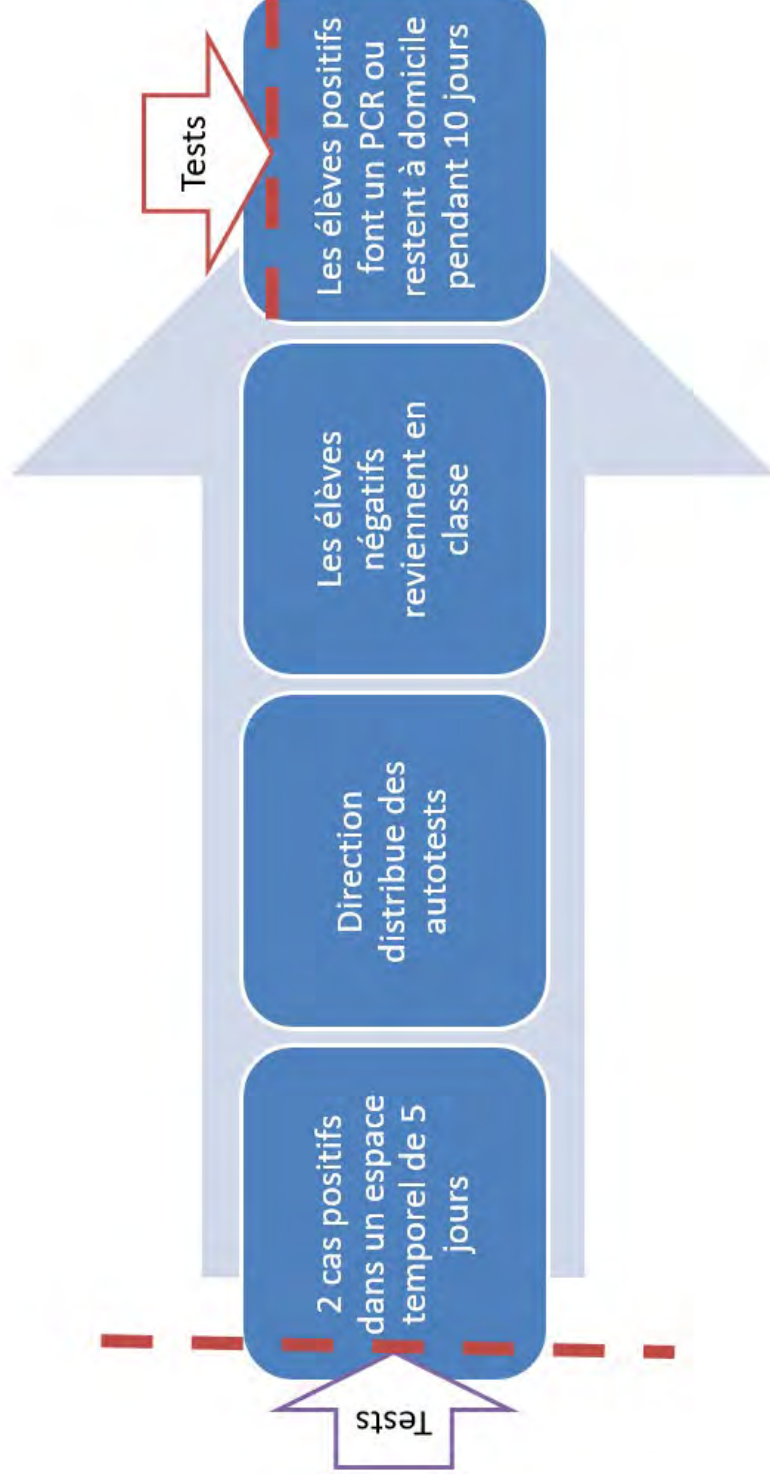 Tests
2 cas positifs
dans un espace
temporel de 5
jours
Direction
distribue des
autotests
Les élèves
négatifs
reviennent en
classe
Les élèves positifs
font un PCR ou
restent à domicile
pendant 10 jours
Tests